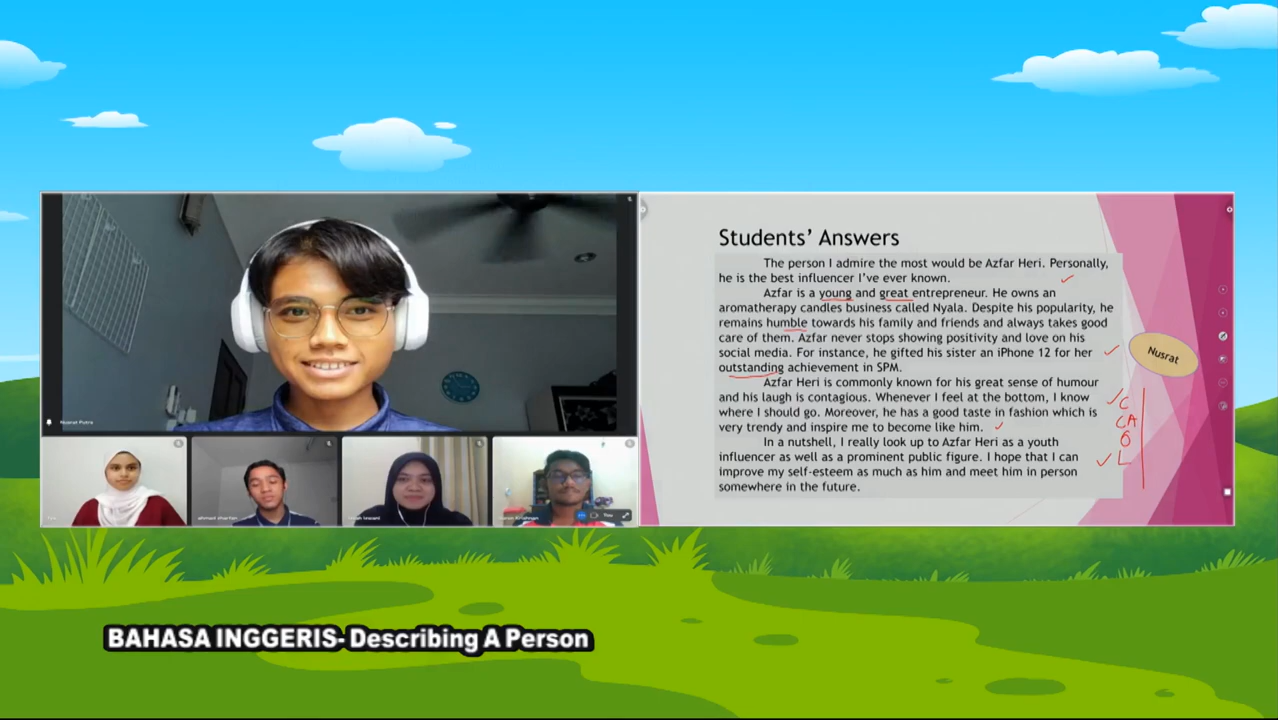 Students' Answers
The person I admire the most would be Azfar Heri. Personally,
he is the best influencer I've ever known.
Azfar is a young and great entrepreneur. He owns an
aromatherapy candles business called Nyala. Despite his popularity, he
remains humble towards his family and friends and always takes good
care of them. Azfar never stops showing positivity and love on his
social media. For instance, he gifted his sister an iPhone 12 for her
outstanding achievement in SPM.
Azfar Heri is commonly known for his great sense of humour
and his laugh is contagious. Whenever I feel at the bottom, I know
where I should go. Moreover, he has a good taste in fashion which is
very trendy and inspire me to become like him.
In a nutshell, I really look up to Azfar Heri as a youth
influencer as well as a prominent public figure. I hope that I can
improve my self-esteem as much as him and meet him in person
somewhere in the future.
Nusrat
C
CA
O
L
Nusrat Putra
You
BAHASA INGGERIS- Describing A Person